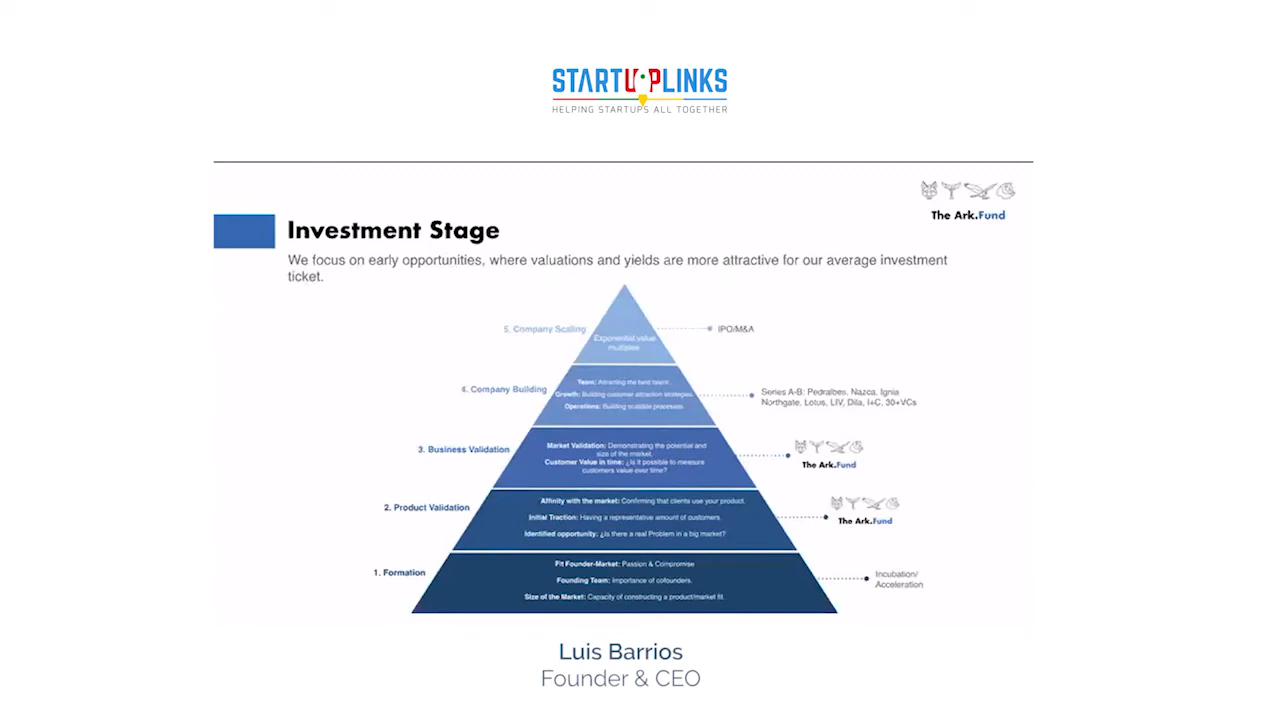 STARTUPLINKS
HELPING STARTUPS ALL TOGETHER
The Ark.Fund
Investment Stage
We focus on early opportunities, where valuations and yields are more attractive for our average investment
ticket.
5. Company Scaling
Exponential value
multiples
IPO/M&A
4. Company Building
Team: Attracting the best talent.
Growth: Building customer attraction strategies.
Operations: Building scalable processes.
Series A-B: Pedralbes, Nazca, Ignia
Northgate, Lotus, LIV, Dila, I+C, 30+VCs
3. Business Validation
Market Validation: Demonstrating the potential and
size of the market.
Customer Value in time: ¿Is it possible to measure
customers value over time?
The Ark.Fund
2. Product Validation
Affinity with the market: Confirming that clients use your product.
Initial Traction: Having a representative amount of customers.
Identified opportunity: ¿Is there a real Problem in a big market?
The Ark.Fund
1. Formation
Fit Founder-Market: Passion & Compromise
Founding Team: Importance of cofounders.
Size of the Market: Capacity of constructing a product/market fit.
Incubation/
Acceleration
Luis Barrios
Founder & CEO